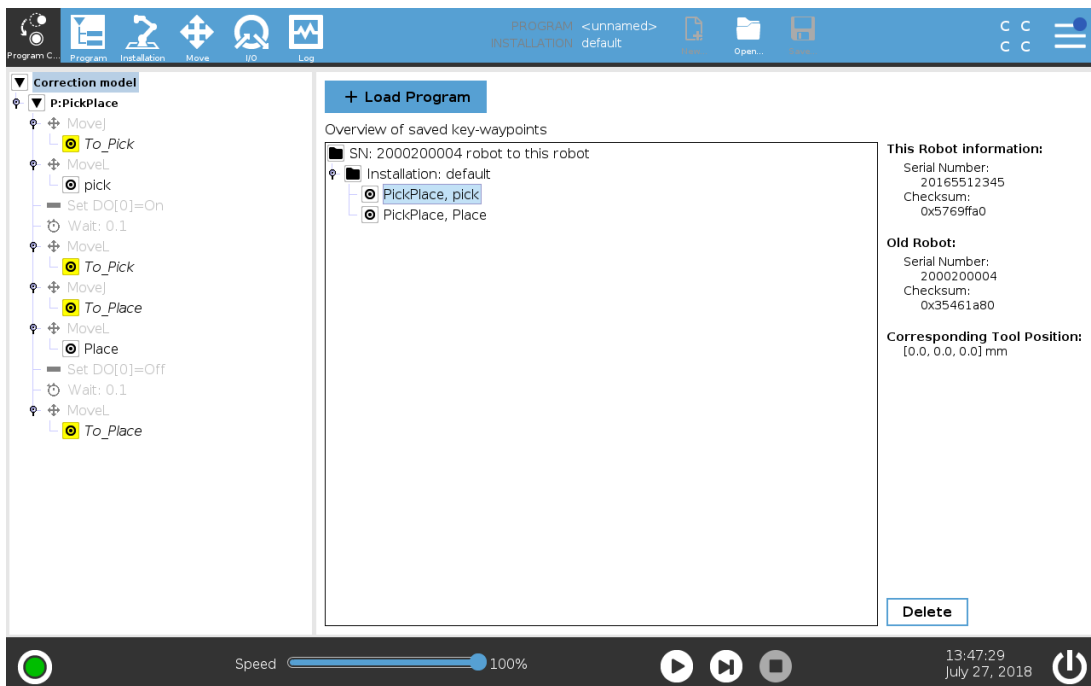 PROGRAM <unnamed>
INSTALLATION default
Program C...
Program
Installation
Move
I/O
Log
New...
Open...
Save...
C C
C C
Correction model
P:PickPlace
MoveJ
To_Pick
MoveL
pick
Set DO[0]=On
Wait: 0.1
MoveL
To_Pick
MoveJ
To_Place
MoveL
Place
Set DO[0]=Off
Wait: 0.1
MoveL
To_Place
+ Load Program
Overview of saved key-waypoints
SN: 2000200004 robot to this robot
Installation: default
PickPlace, pick
PickPlace, Place
This Robot information:
Serial Number:
20165512345
Checksum:
0x5769ffa0
Old Robot:
Serial Number:
2000200004
Checksum:
0x35461a80
Corresponding Tool Position:
[0.0, 0.0, 0.0] mm
Delete
Speed 100%
13:47:29
July 27, 2018